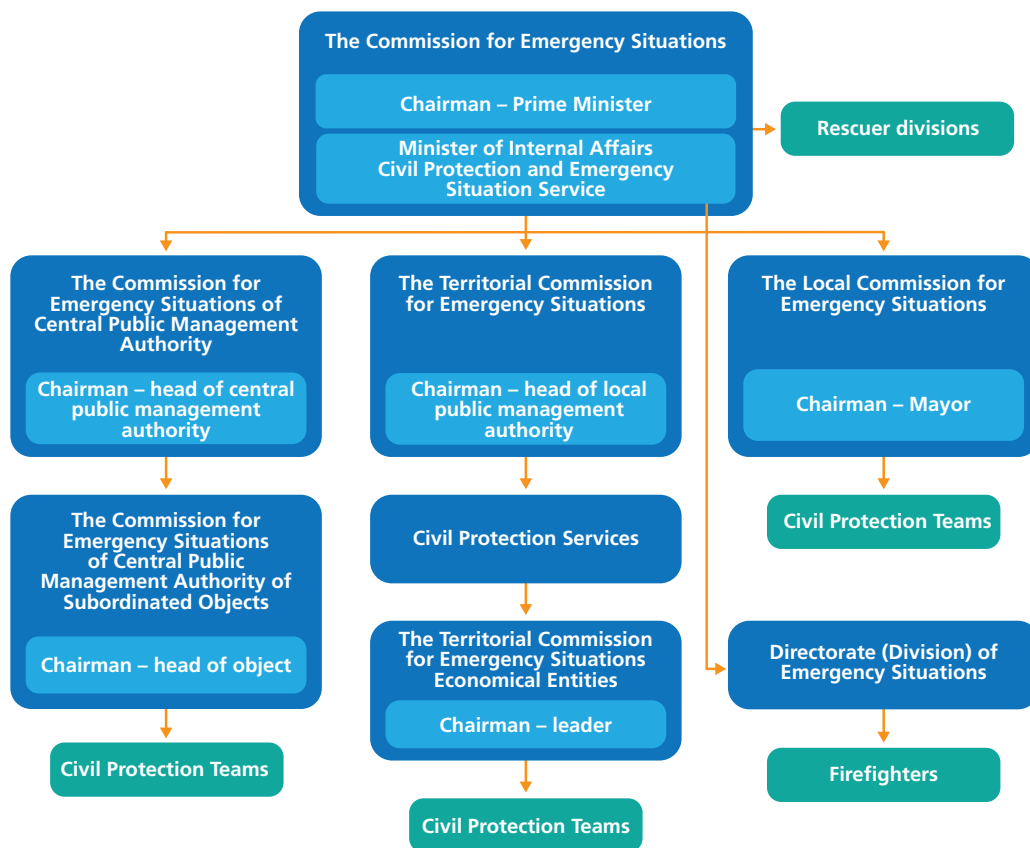 The Commission for Emergency Situations
Chairman – Prime Minister
Minister of Internal Affairs
Civil Protection and Emergency
Situation Service
Rescuer divisions
The Commission for
Emergency Situations of
Central Public Management
Authority
Chairman – head of central
public management
authority
The Territorial Commission
for Emergency Situations
Chairman – head of local
public management
authority
The Local Commission for
Emergency Situations
Chairman – Mayor
The Commission for
Emergency Situations
of Central Public
Management Authority of
Subordinated Objects
Chairman – head of object
Civil Protection Services
Civil Protection Teams
The Territorial Commission
for Emergency Situations
Economical Entities
Chairman – leader
Directorate (Division) of
Emergency Situations
Civil Protection Teams
Firefighters
Civil Protection Teams